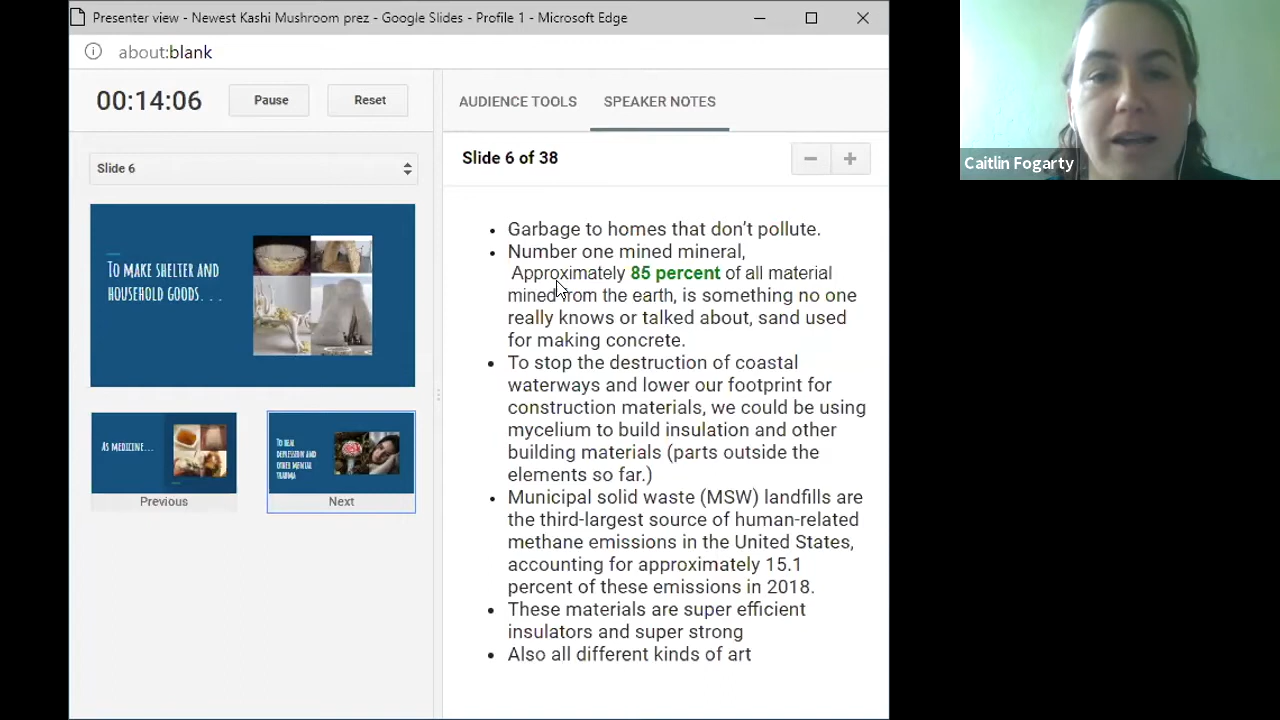 Presenter view - Newest Kashi Mushroom prez - Google Slides - Profile 1 - Microsoft Edge
about:blank
00:14:06
Pause
Reset
AUDIENCE TOOLS
SPEAKER NOTES
Slide 6
Slide 6 of 38
TO MAKE SHELTER AND
HOUSEHOLD GOODS. . .
AS MEDICINE...
Previous
TO HEAL
DEPRESSION AND
OTHER MENTAL
TRAUMA
Next
• Garbage to homes that don’t pollute.
• Number one mined mineral,
Approximately 85 percent of all material
mined from the earth, is something no one
really knows or talked about, sand used
for making concrete.
• To stop the destruction of coastal
waterways and lower our footprint for
construction materials, we could be using
mycelium to build insulation and other
building materials (parts outside the
elements so far.)
• Municipal solid waste (MSW) landfills are
the third-largest source of human-related
methane emissions in the United States,
accounting for approximately 15.1
percent of these emissions in 2018.
• These materials are super efficient
insulators and super strong
• Also all different kinds of art
Caitlin Fogarty